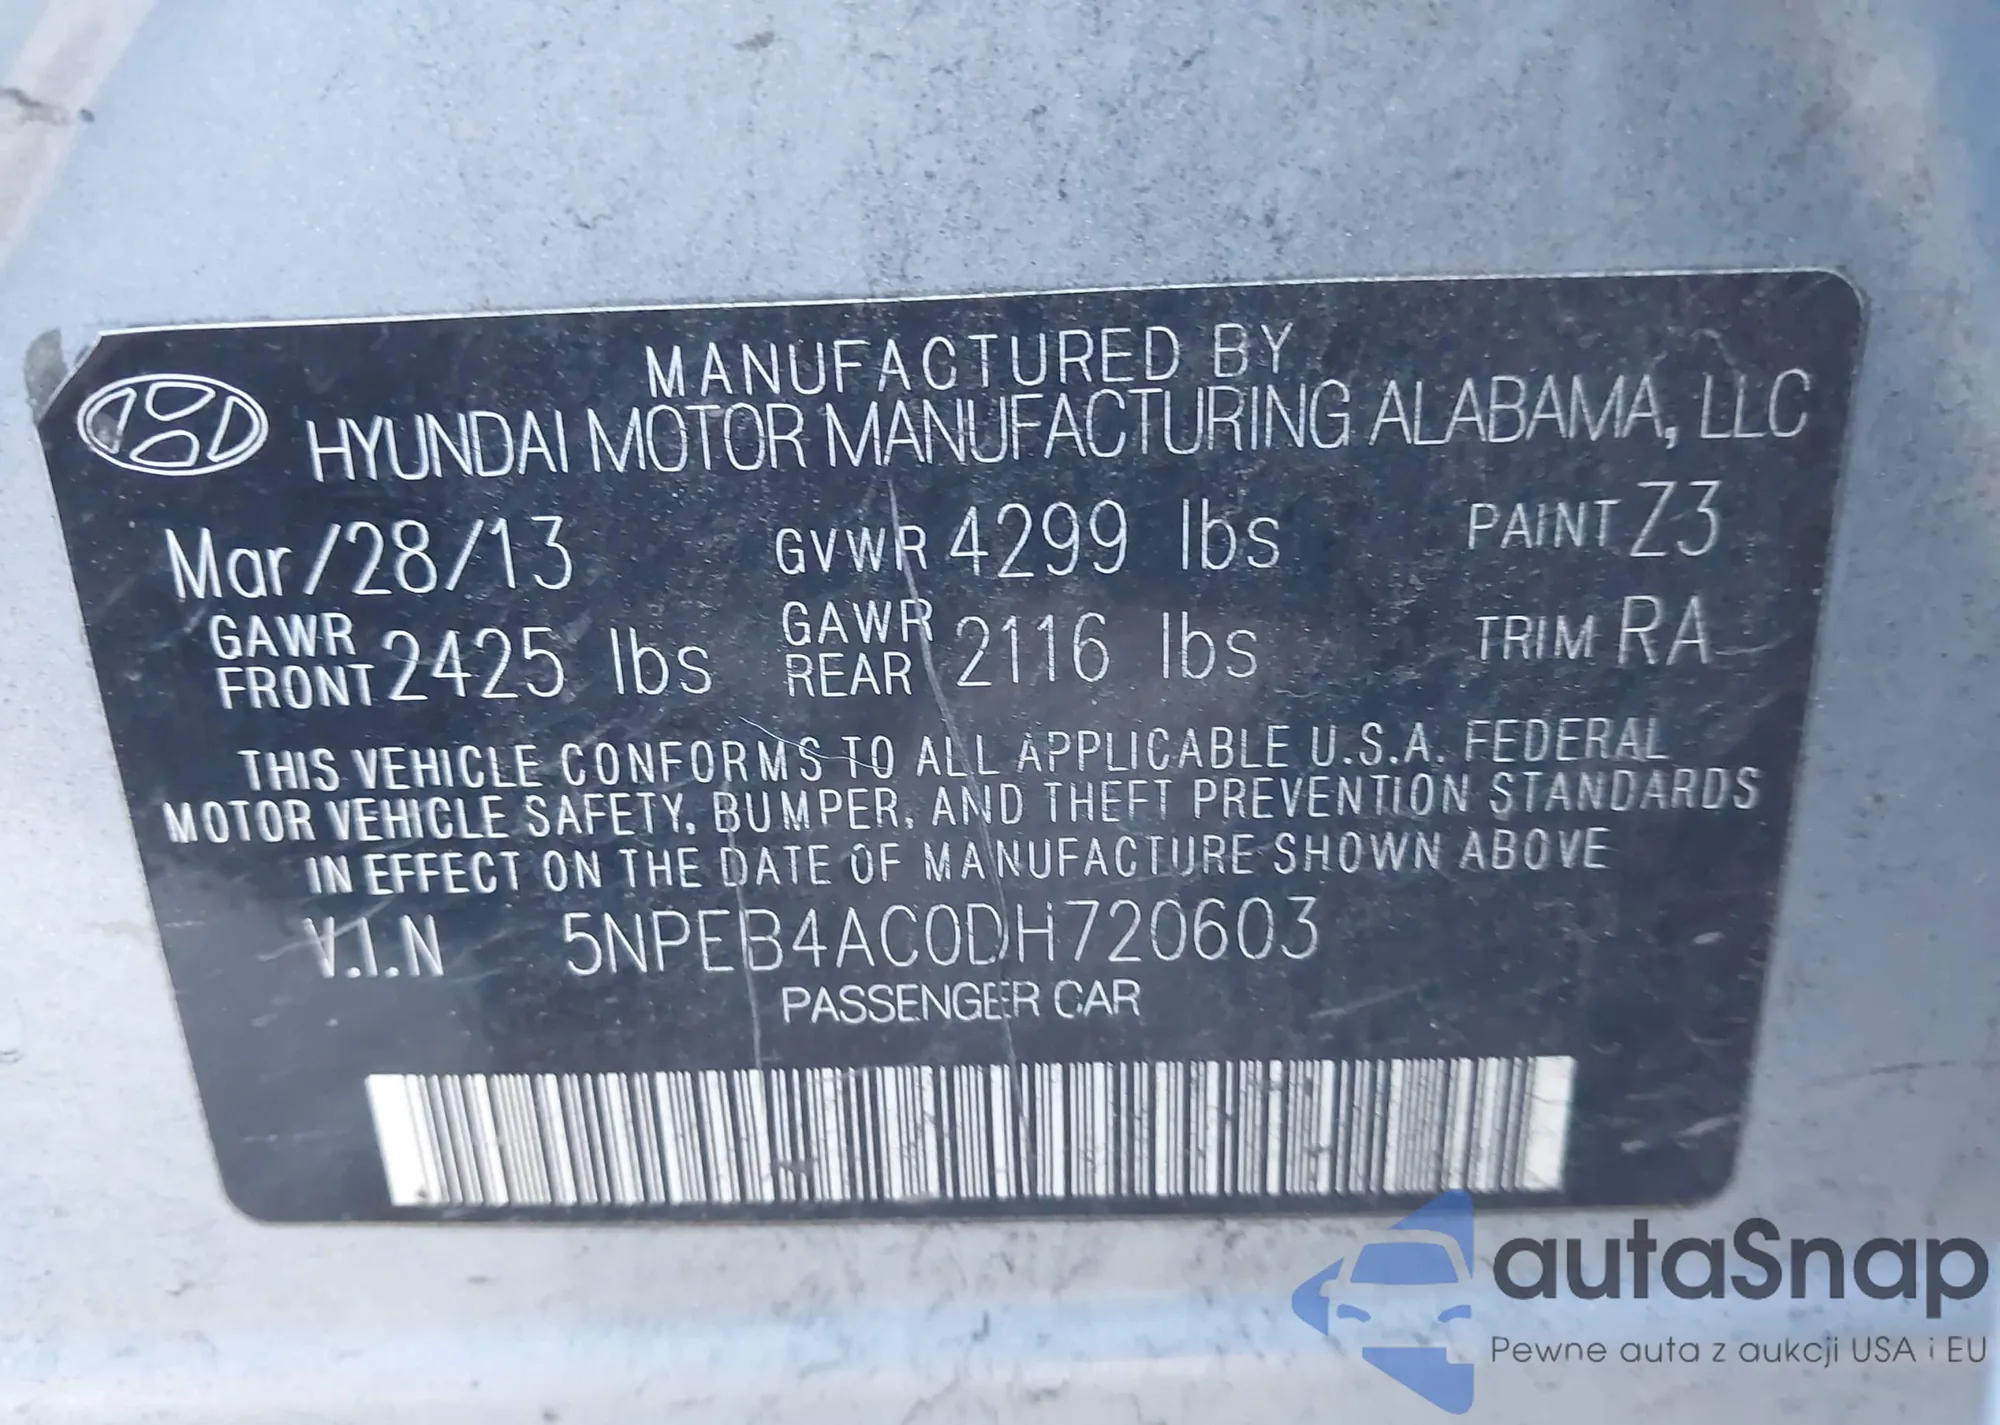 MANUFACTURED BY
HYUNDAI MOTOR MANUFACTURING ALABAMA, LLC
Mar/28/13 GVWR 4299 lbs PAINT Z3
GAWR FRONT 2425 lbs GAWR REAR 2116 lbs TRIM RA
THIS VEHICLE CONFORMS TO ALL APPLICABLE U.S.A. FEDERAL
MOTOR VEHICLE SAFETY, BUMPER, AND THEFT PREVENTION STANDARDS
IN EFFECT ON THE DATE OF MANUFACTURE SHOWN ABOVE
V.I.N 5NPEB4AC0DH720603
PASSENGER CAR
autaSnap
Pewne auta z aukcji USA i EU